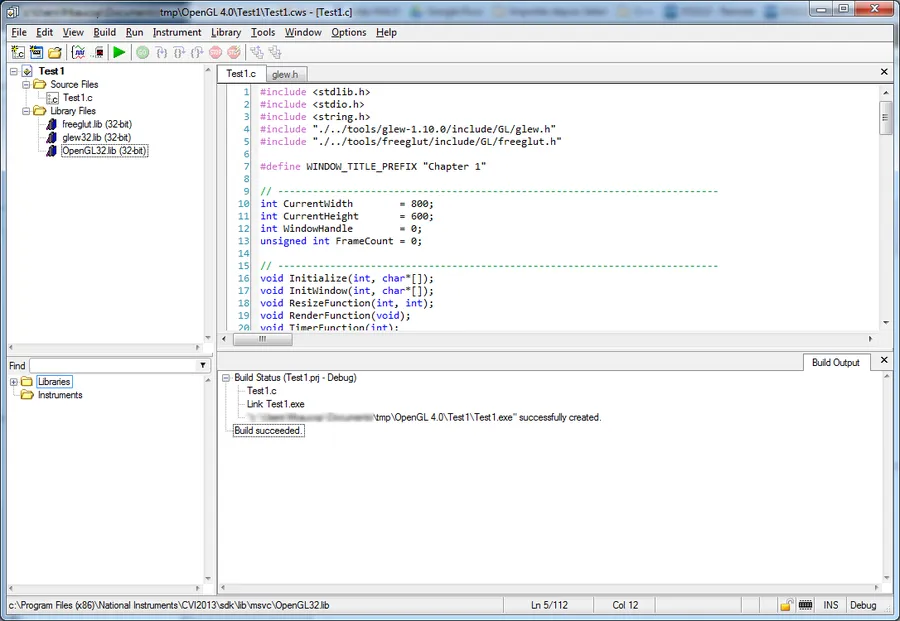 tmp\OpenGL 4.0\Test1\Test1.cws - [Test1.c]
File Edit View Build Run Instrument Library Tools Window Options Help
Test1
Source Files
Test1.c
Library Files
freeglut.lib (32-bit)
glew32.lib (32-bit)
OpenGL32.lib (32-bit)
Find
Libraries
Instruments
Test1.c glew.h
1 #include <stdlib.h>
2 #include <stdio.h>
3 #include <string.h>
4 #include "./../tools/glew-1.10.0/include/GL/glew.h"
5 #include "./../tools/freeglut/include/GL/freeglut.h"
6
7 #define WINDOW_TITLE_PREFIX "Chapter 1"
8
9 // ----------------------------------------------------------------------------
10 int CurrentWidth = 800;
11 int CurrentHeight = 600;
12 int WindowHandle = 0;
13 unsigned int FrameCount = 0;
14
15 // ----------------------------------------------------------------------------
16 void Initialize(int, char*[]);
17 void InitWindow(int, char*[]);
18 void ResizeFunction(int, int);
19 void RenderFunction(void);
20 void TimerFunction(int);
Build Output
Build Status (Test1.prj - Debug)
Test1.c
Link Test1.exe
\tmp\OpenGL 4.0\Test1\Test1.exe" successfully created.
Build succeeded.
c:\Program Files (x86)\National Instruments\CVI2013\sdk\lib\msvc\OpenGL32.lib
Ln 5/112
Col 12
INS
Debug